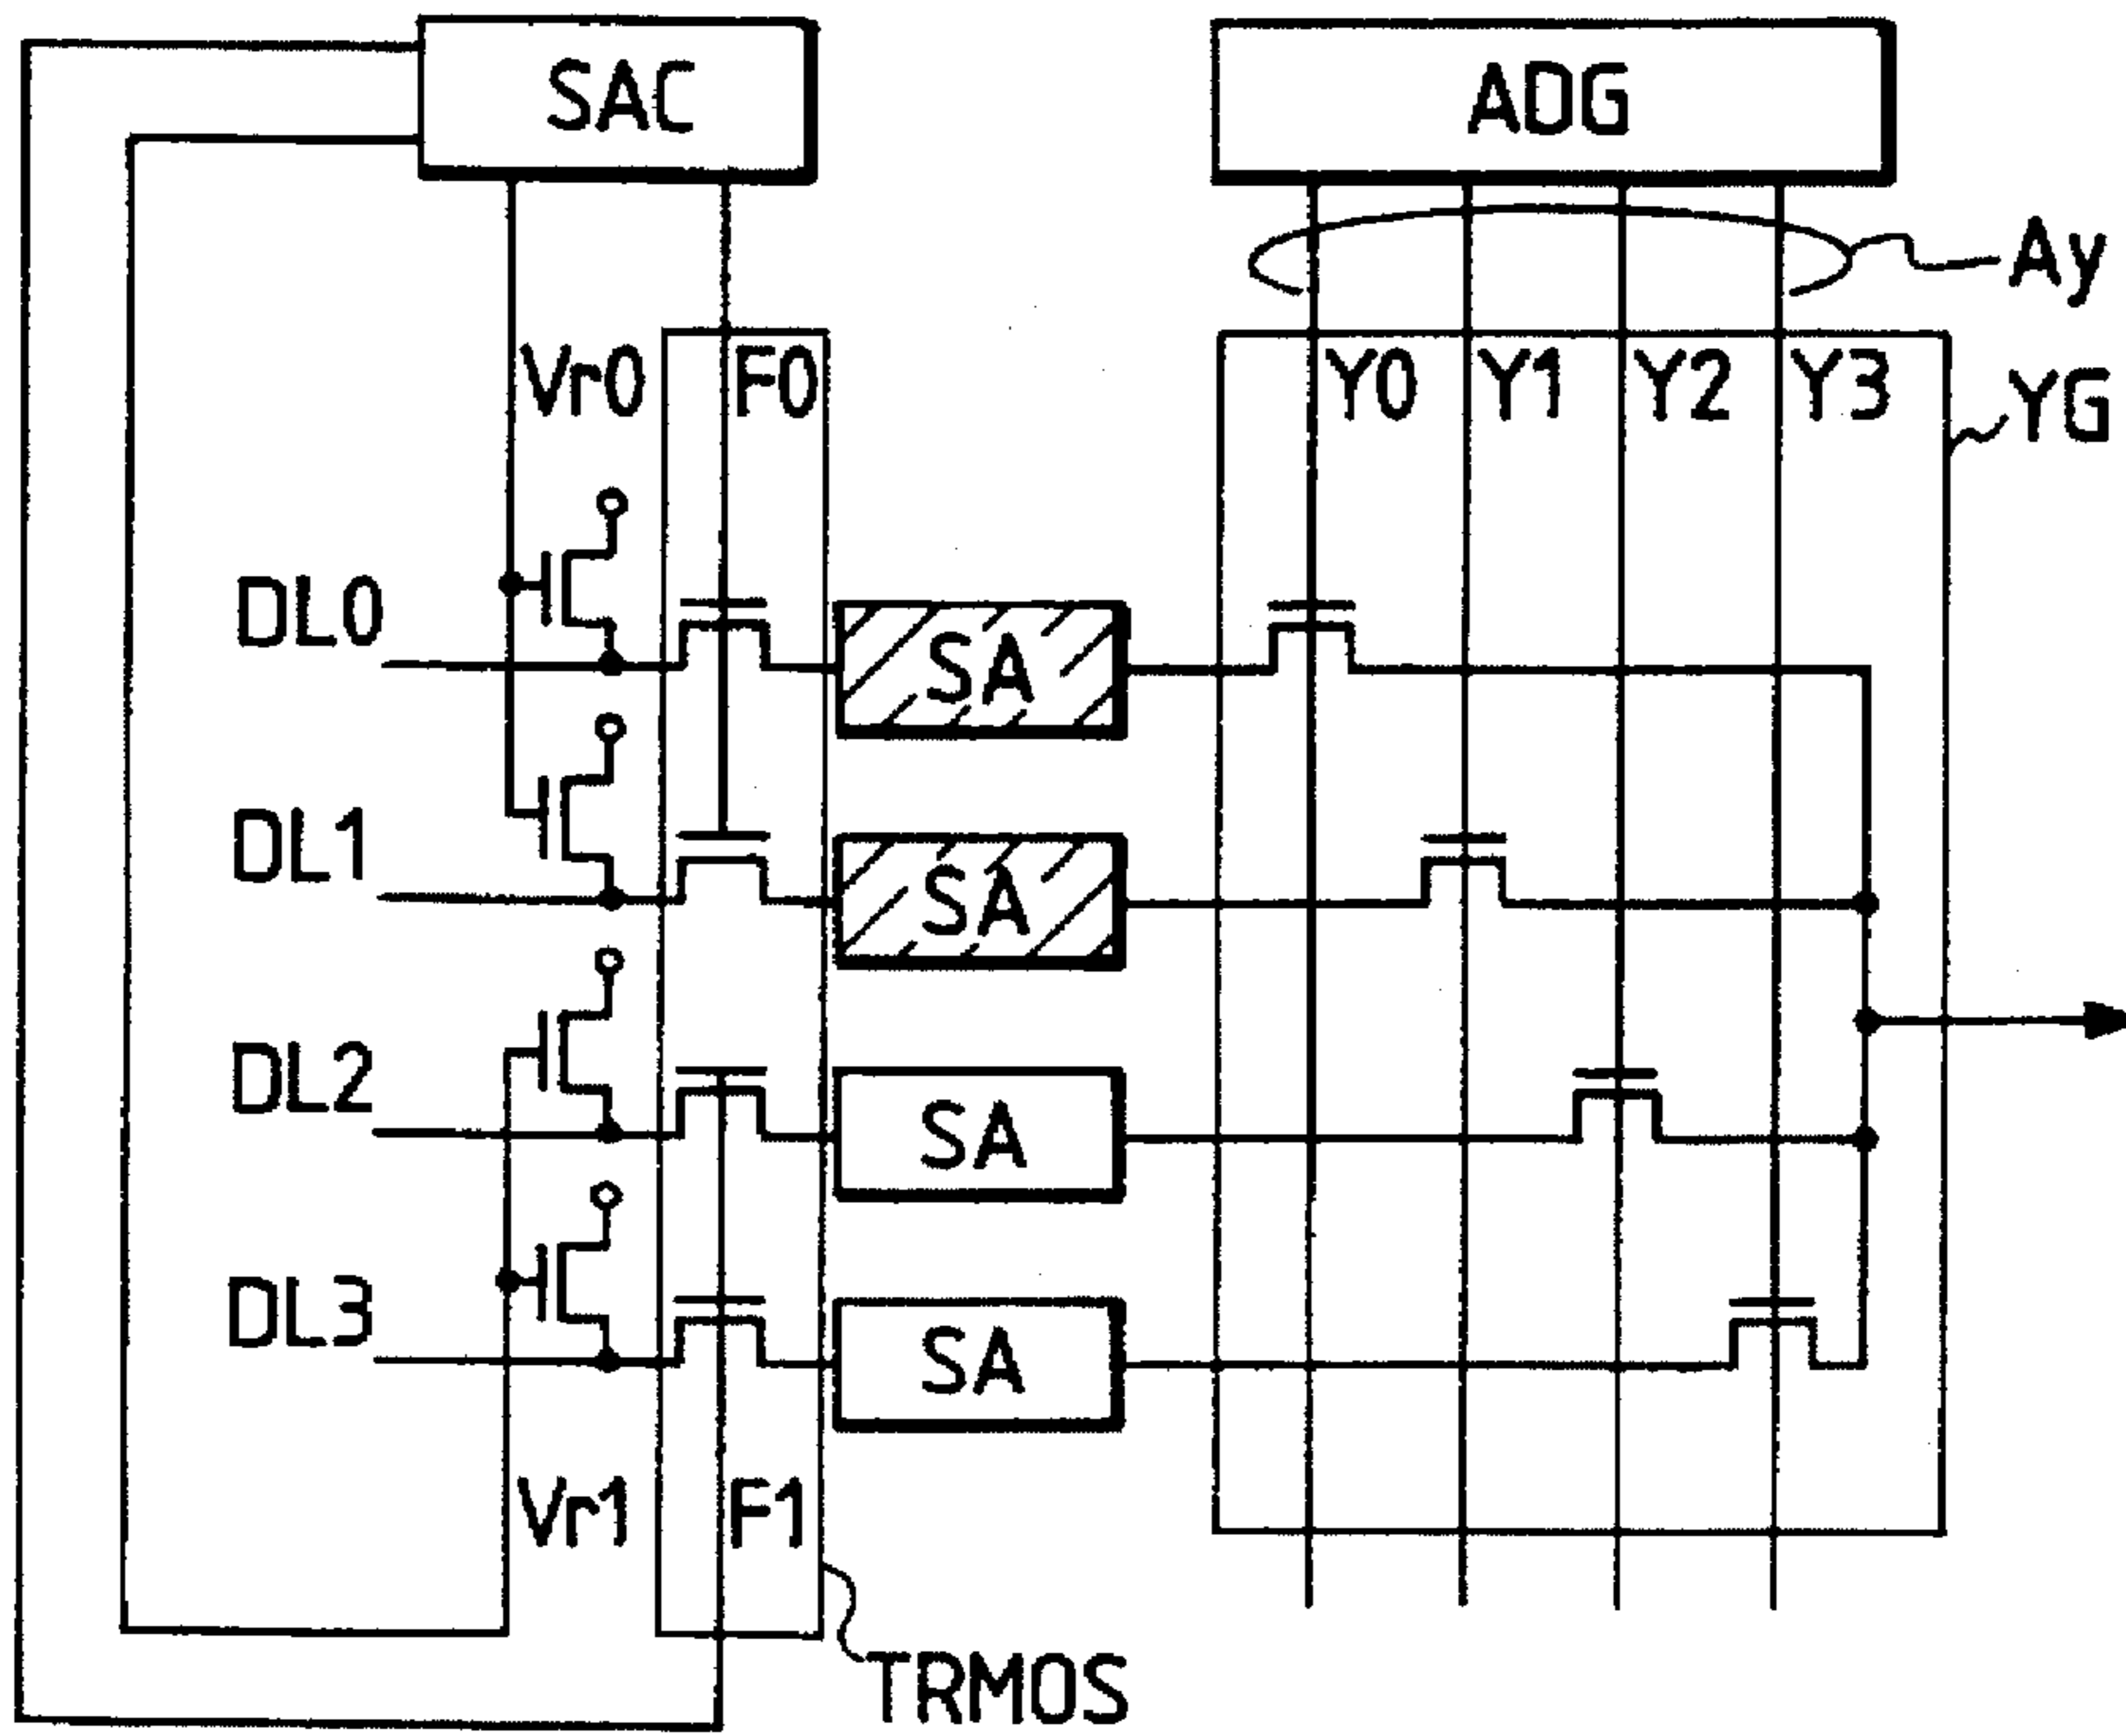 SAC
ADG
Ay
Vr0
F0
Y0
Y1
Y2
Y3
YG
DL0
SA
DL1
SA
DL2
SA
DL3
SA
Vr1
F1
TRMOS